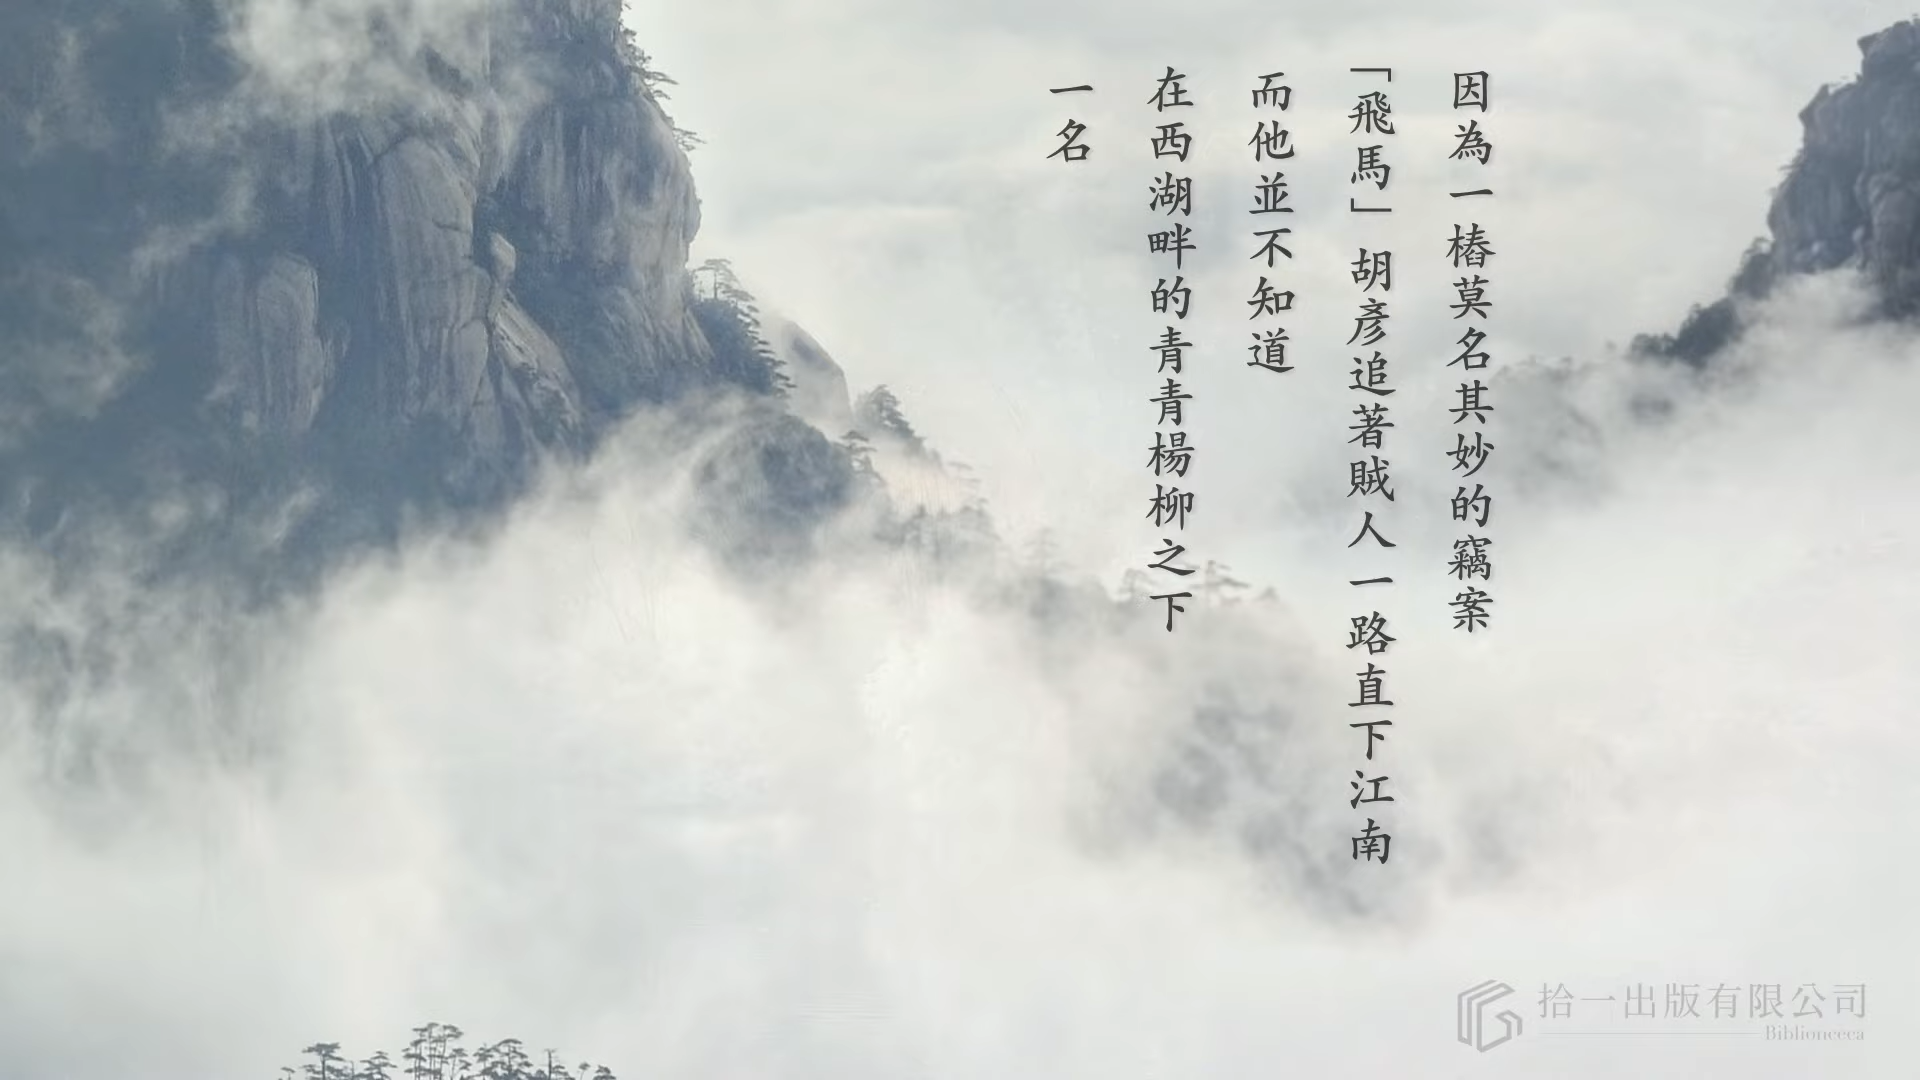 因為一樁莫名其妙的竊案
「飛馬」胡彥追著賊人一路直下江南
而他並不知道
在西湖畔的青青楊柳之下
一名
拾一出版有限公司
Biblionceca